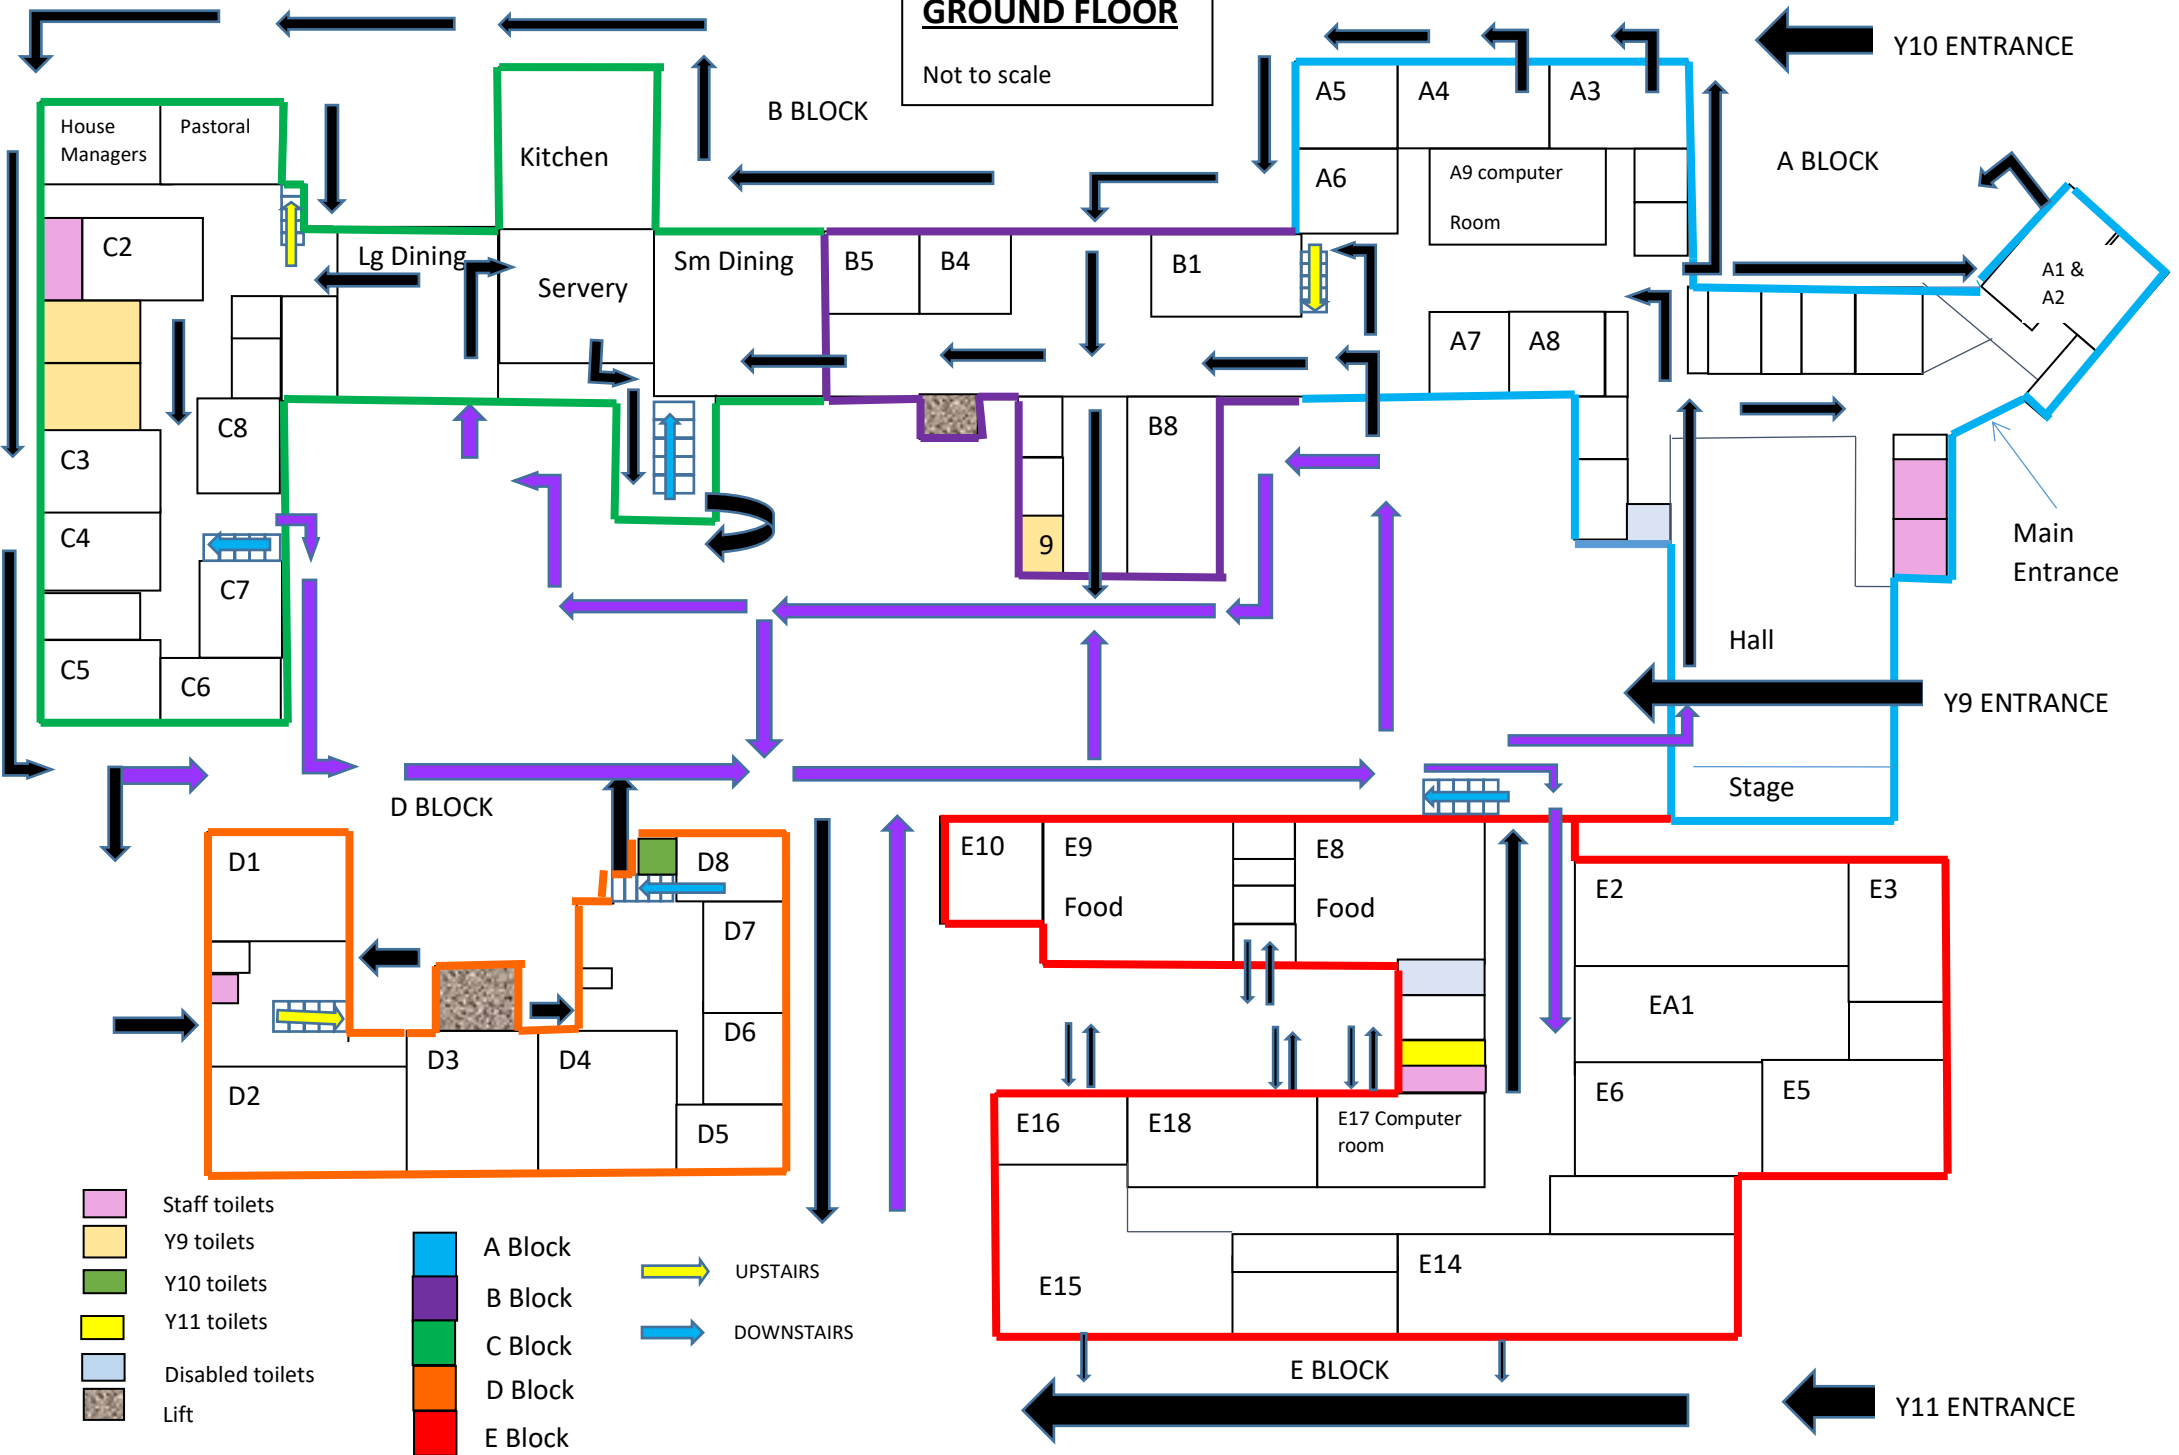 GROUND FLOOR
Not to scale
Y10 ENTRANCE
B BLOCK
A BLOCK
A5
A4
A3
A6
A9 computer
Room
A1 &
A2
House
Managers
Pastoral
Kitchen
C2
Lg Dining
Servery
Sm Dining
B5
B4
B1
A7
A8
C8
B8
C3
C4
9
Main
Entrance
C7
Hall
C5
C6
Y9 ENTRANCE
Stage
D BLOCK
D1
D8
E10
E9
Food
E8
Food
E2
E3
D7
EA1
D6
D3
D4
D2
D5
E6
E5
E16
E18
E17 Computer
room
E15
E14
Staff toilets
Y9 toilets
Y10 toilets
Y11 toilets
Disabled toilets
Lift
A Block
B Block
C Block
D Block
E Block
UPSTAIRS
DOWNSTAIRS
E BLOCK
Y11 ENTRANCE